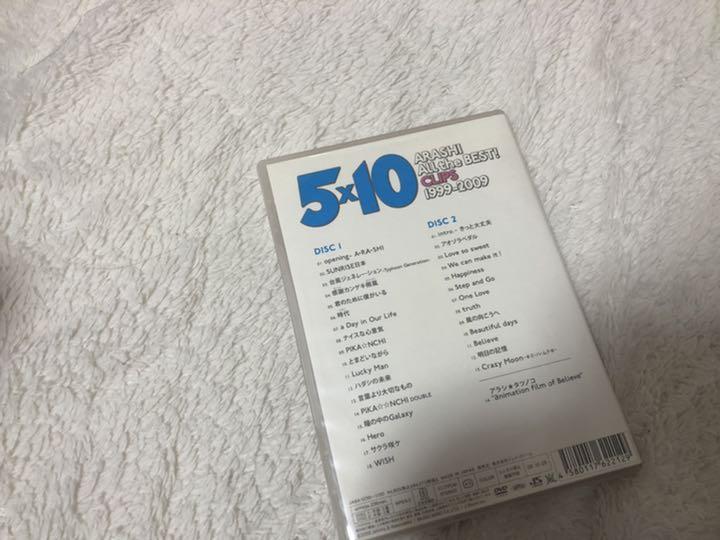 5x10
ARASHI
All the BEST!
CLIPS
1999-2009
DISC 1
01. opening- A-RA-SHI
02. SUNRISE日本
03. 台風ジェネレーション-Typhoon Generation-
04. 感謝カンゲキ雨嵐
05. 君のために僕がいる
06. 時代
07. a Day in Our Life
08. ナイスな心意気
09. PIKA☆NCHI
10. とまどいながら
11. Lucky Man
12. ハダシの未来
13. 言葉より大切なもの
14. PIKA☆☆NCHI DOUBLE
15. 瞳の中のGalaxy
16. Hero
17. サクラ咲ケ
18. WISH
DISC 2
01. intro.- きっと大丈夫
02. アオゾラペダル
03. Love so sweet
04. We can make it!
05. Happiness
06. Step and Go
07. One Love
08. truth
09. 風の向こうへ
10. Beautiful days
11. Believe
12. 明日の記憶
13. Crazy Moon
アラシ★タツノコ
14. "animation film of Believe"
COLOR
DVD
4 580117 622129